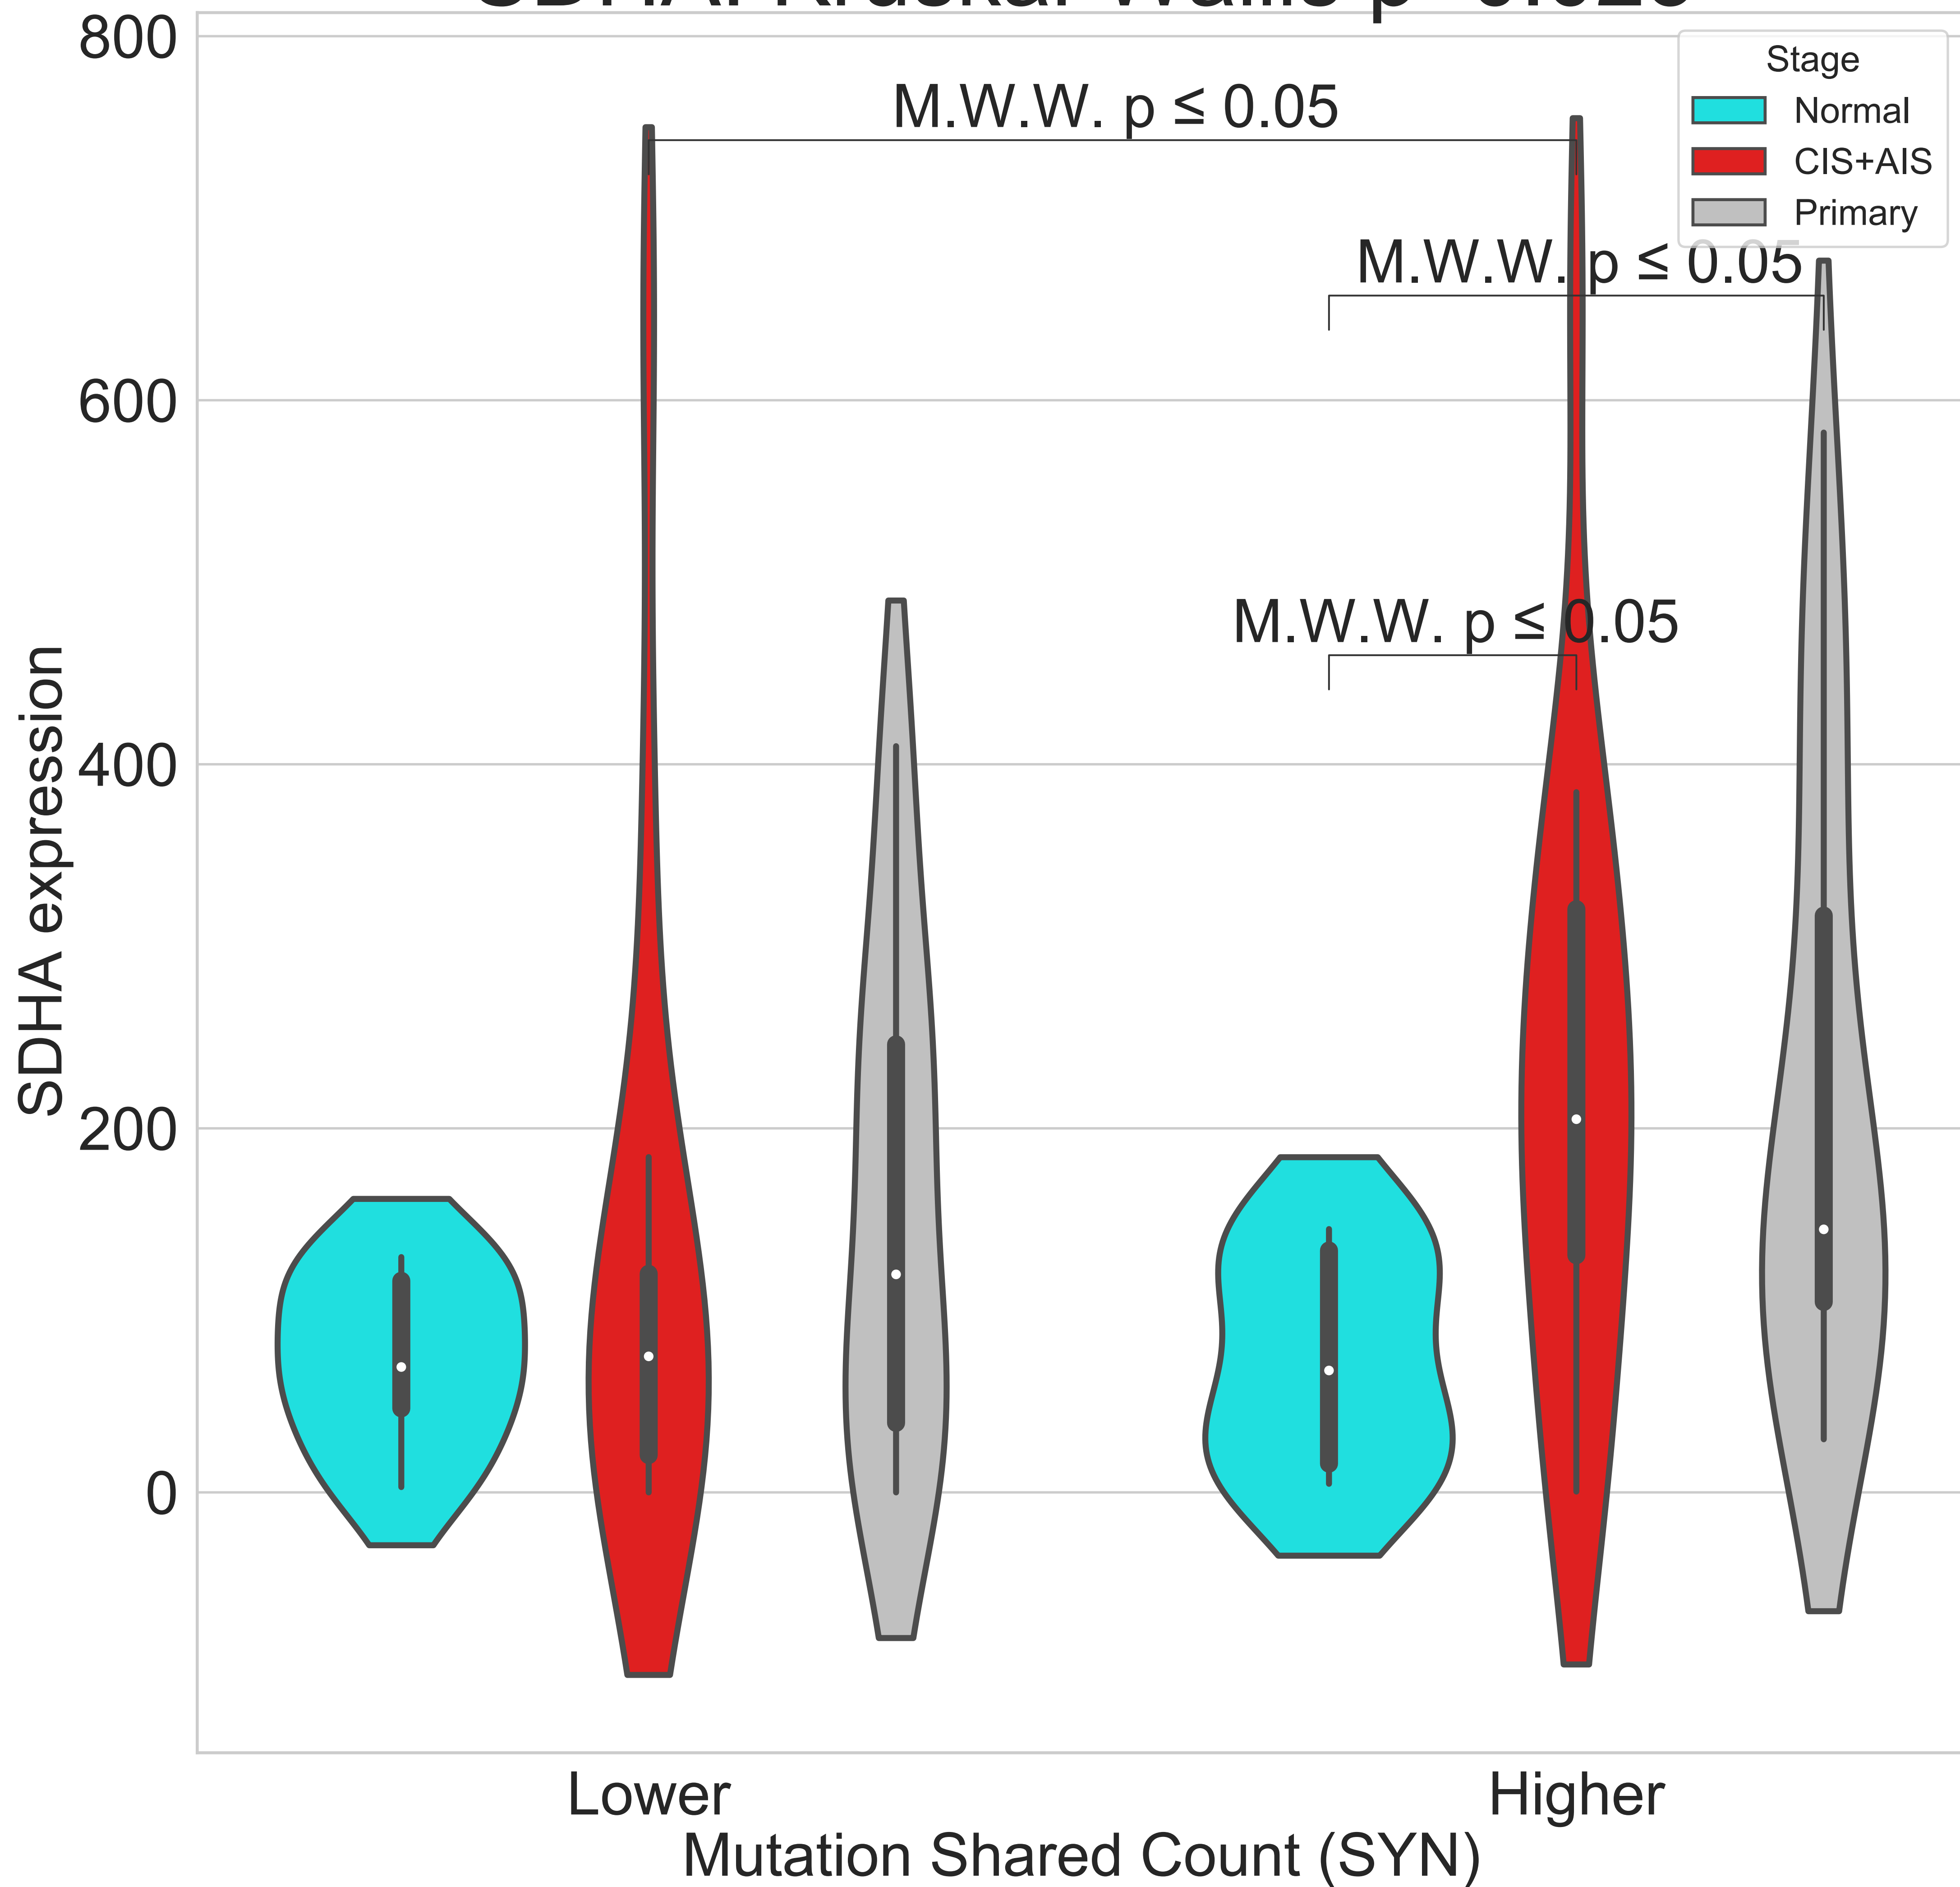 800
600
400
200
0
SDHA expression
M.W.W. p ≤ 0.05
M.W.W. p ≤ 0.05
M.W.W. p ≤ 0.05
Stage
Normal
CIS+AIS
Primary
Lower
Higher
Mutation Shared Count (SYN)